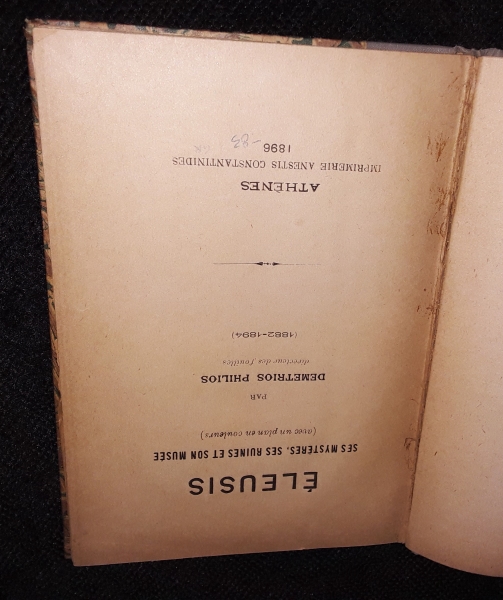 ÉLEUSIS
SES MYSTÈRES, SES RUINES ET SON MUSÉE
(avec un plan en couleurs)
PAR
DEMETRIOS PHILIOS
directeur des fouilles
(1882-1894)
ATHÈNES
IMPRIMERIE ANESTIS CONSTANTINIDES
1896